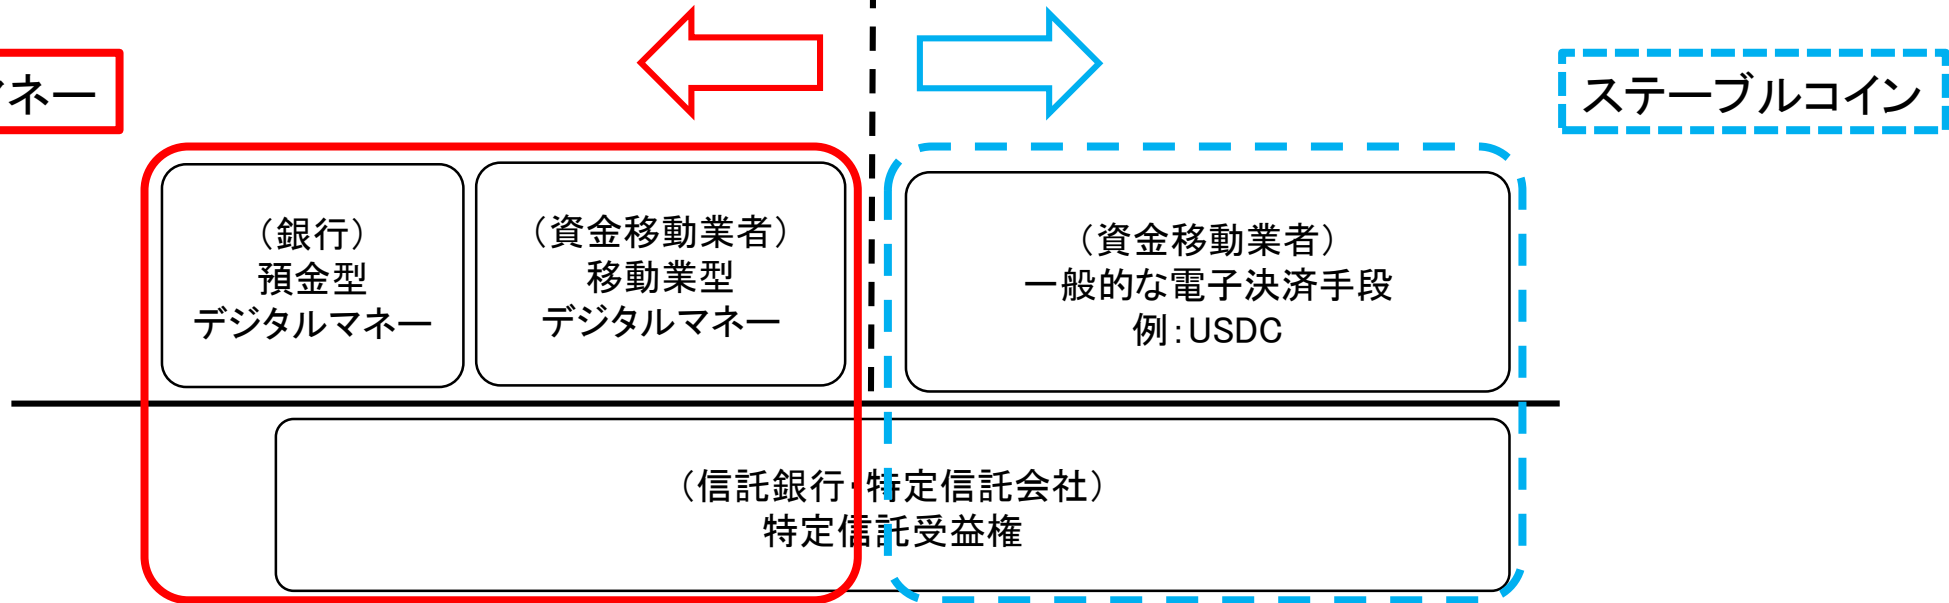 ネー
ステーブルコイン
（銀行）
預金型
デジタルマネー
（資金移動業者）
移動業型
デジタルマネー
（資金移動業者）
一般的な電子決済手段
例：USDC
（信託銀行・特定信託会社）
特定信託受益権